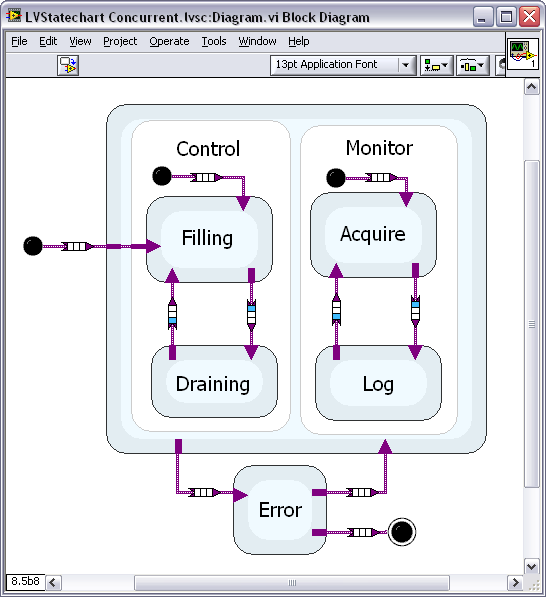 LVStatechart Concurrent.lvsc:Diagram.vi Block Diagram
File Edit View Project Operate Tools Window Help
13pt Application Font
1
Control Monitor
Filling Acquire
Draining Log
Error
8.5b8